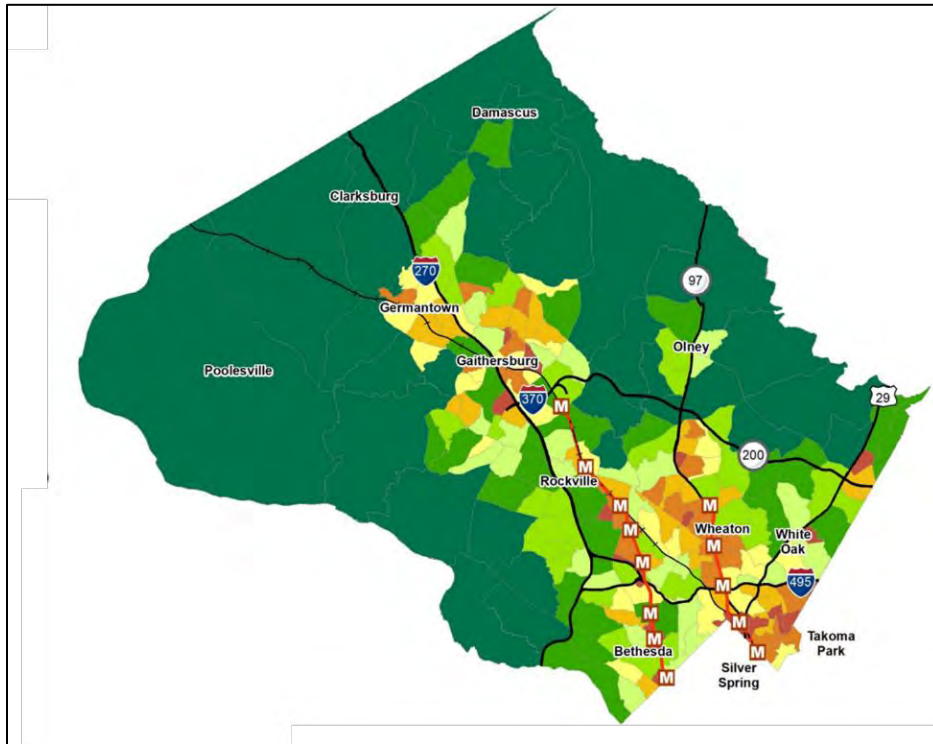 Damascus
Clarksburg
270
97
Germantown
Olney
Gaithersburg
Poolesville
29
370
M
200
M
Rockville
M
M
Wheaton
M
White
Oak
M
M
M
495
M
M
M
Takoma
Park
M
Bethesda
M
Silver
Spring
M